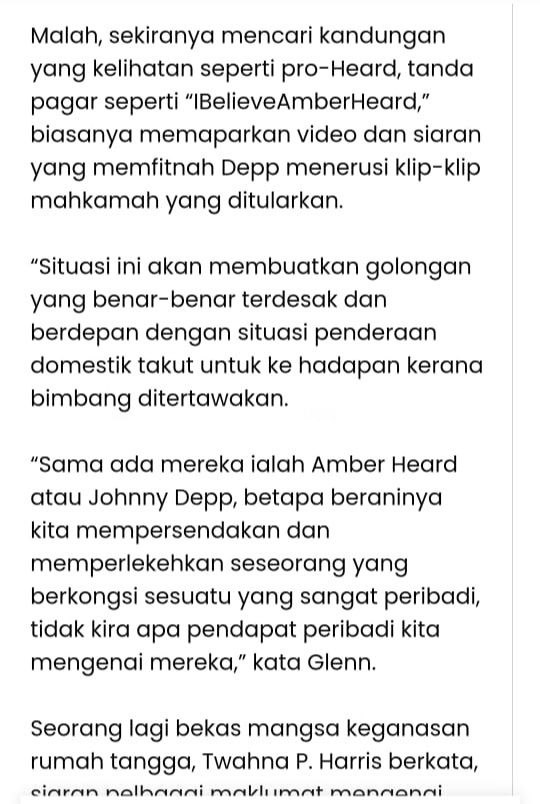 Malah, sekiranya mencari kandungan
yang kelihatan seperti pro-Heard, tanda
pagar seperti “IBelieveAmberHeard,”
biasanya memaparkan video dan siaran
yang memfitnah Depp menerusi klip-klip
mahkamah yang ditularkan.
“Situasi ini akan membuatkan golongan
yang benar-benar terdesak dan
berdepan dengan situasi penderaan
domestik takut untuk ke hadapan kerana
bimbang ditertawakan.
“Sama ada mereka ialah Amber Heard
atau Johnny Depp, betapa beraninya
kita mempersendakan dan
memperlekehkan seseorang yang
berkongsi sesuatu yang sangat peribadi,
tidak kira apa pendapat peribadi kita
mengenai mereka,” kata Glenn.
Seorang lagi bekas mangsa keganasan
rumah tangga, Twahna P. Harris berkata,
siaran pelbagai maklumat mengenai